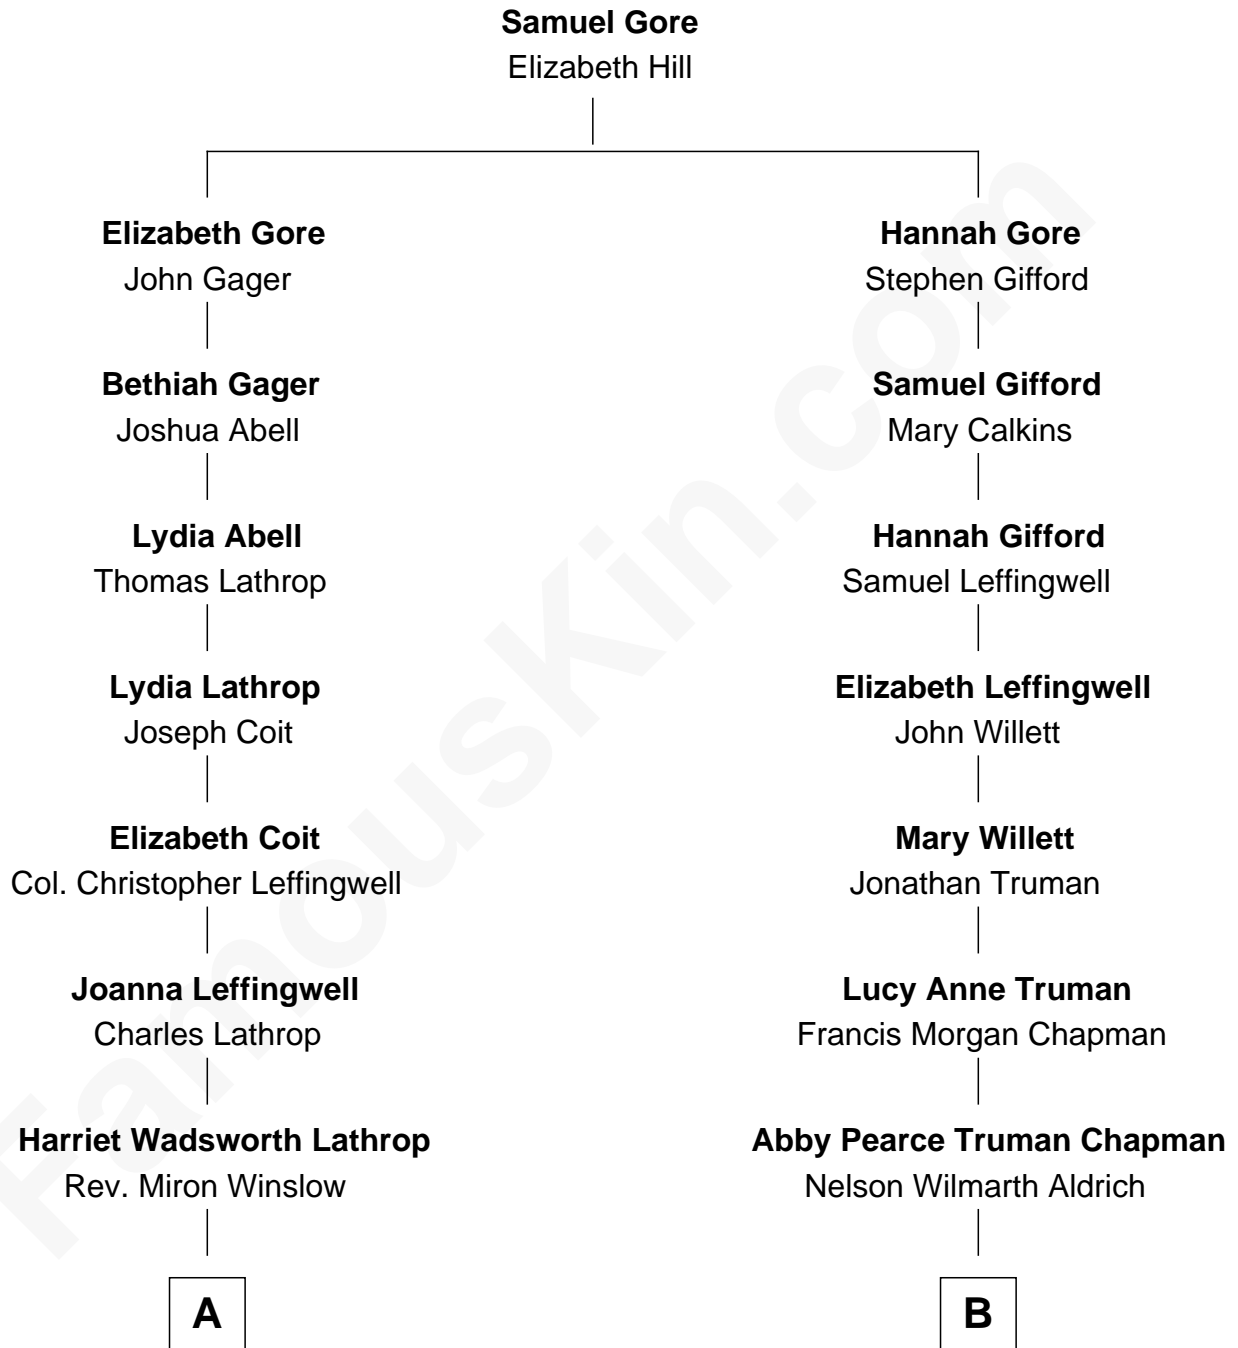 Samuel Gore
Elizabeth Hill
Elizabeth Gore
John Gager
Hannah Gore
Stephen Gifford
Bethiah Gager
Joshua Abell
Samuel Gifford
Mary Calkins
Lydia Abell
Thomas Lathrop
Hannah Gifford
Samuel Leffingwell
Lydia Lathrop
Joseph Coit
Elizabeth Leffingwell
John Willett
Elizabeth Coit
Col. Christopher Leffingwell
Mary Willett
Jonathan Truman
Joanna Leffingwell
Charles Lathrop
Lucy Anne Truman
Francis Morgan Chapman
Harriet Wadsworth Lathrop
Rev. Miron Winslow
Abby Pearce Truman Chapman
Nelson Wilmarth Aldrich
A
B
FamousKin.com